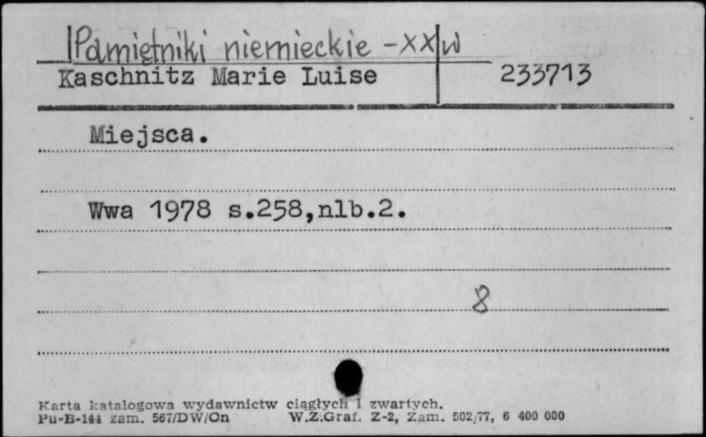 Pamiętniki niemieckie - XX w
Kaschnitz Marie Luise 233713
Miejsca.
Wwa 1978 s.258,nlb.2.
8
Karta katalogowa wydawnictw ciągłych i zwartych.
Pu-B-144 zam. 567/DW/On W.Z.Graf. Z-2, Zam. 502/77, 6 400 000